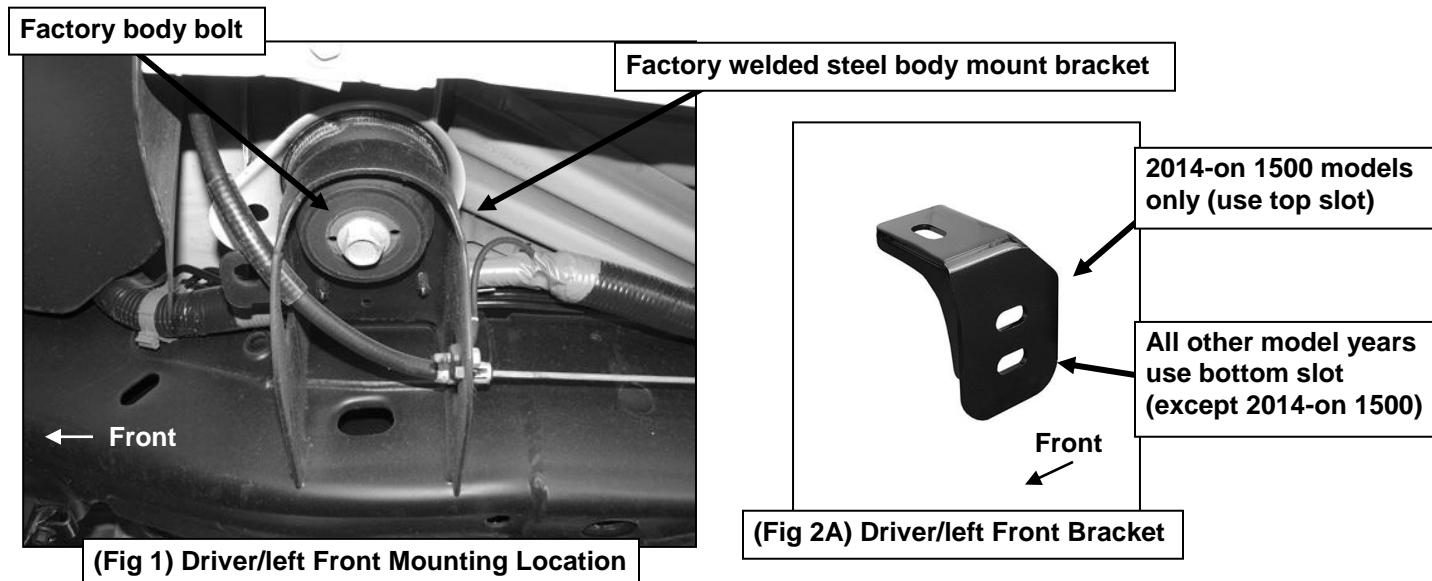 Factory body bolt
Factory welded steel body mount bracket
Front
(Fig 1) Driver/left Front Mounting Location
2014-on 1500 models
only (use top slot)
All other model years
use bottom slot
(except 2014-on 1500)
Front
(Fig 2A) Driver/left Front Bracket